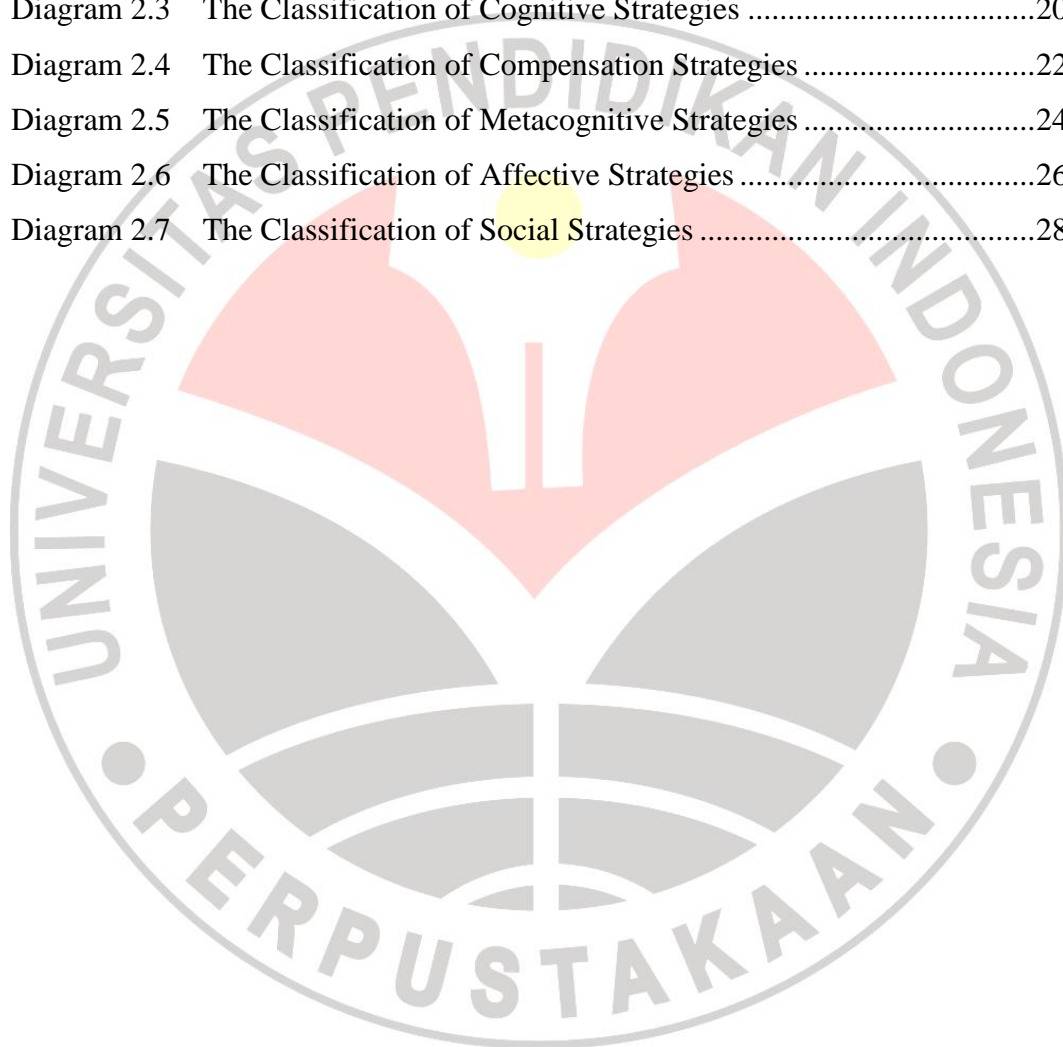 Diagram 2.3 The Classification of Cognitive Strategies ....................................20
Diagram 2.4 The Classification of Compensation Strategies .............................22
Diagram 2.5 The Classification of Metacognitive Strategies .............................24
Diagram 2.6 The Classification of Affective Strategies .....................................26
Diagram 2.7 The Classification of Social Strategies ..........................................28
UNIVERSITAS PENDIDIKAN INDONESIA
PERPUSTAKAAN